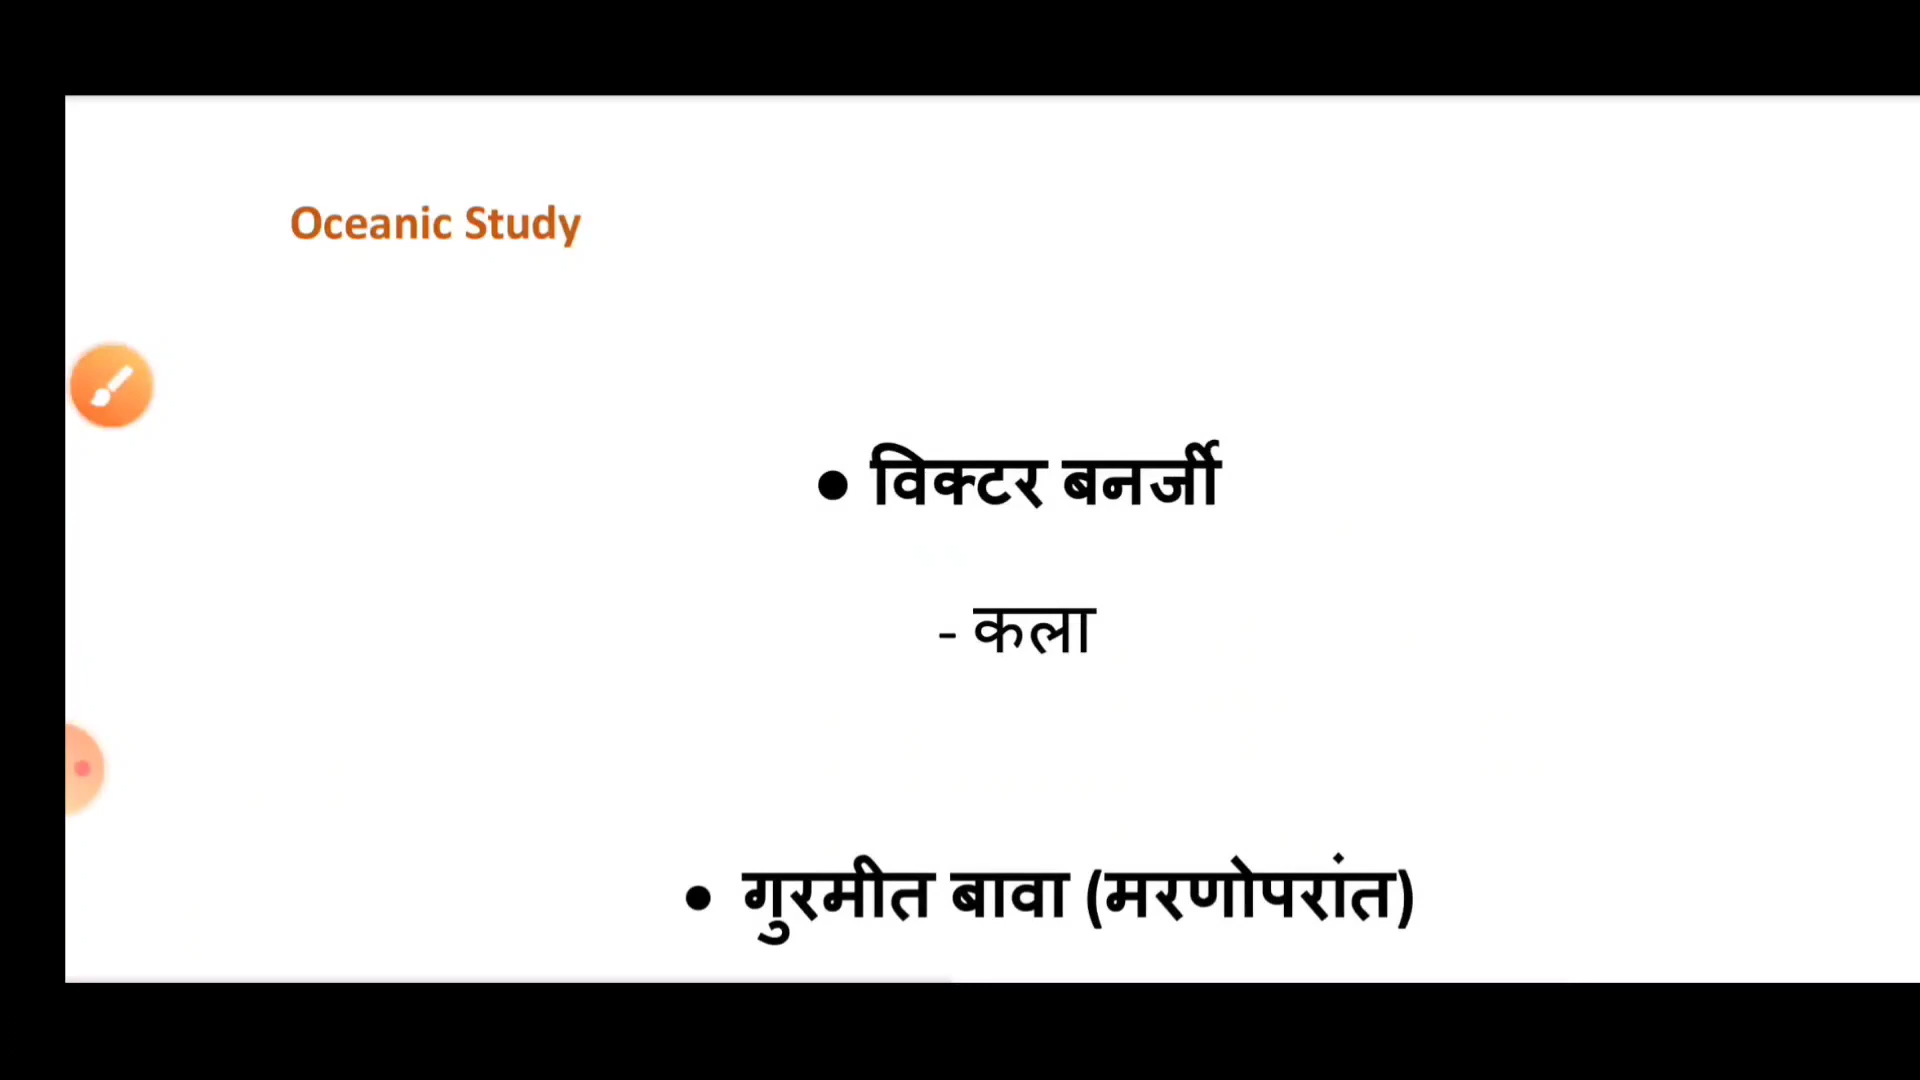 Oceanic Study
● विक्टर बनर्जी
- कला
● गुरमीत बावा (मरणोपरांत)